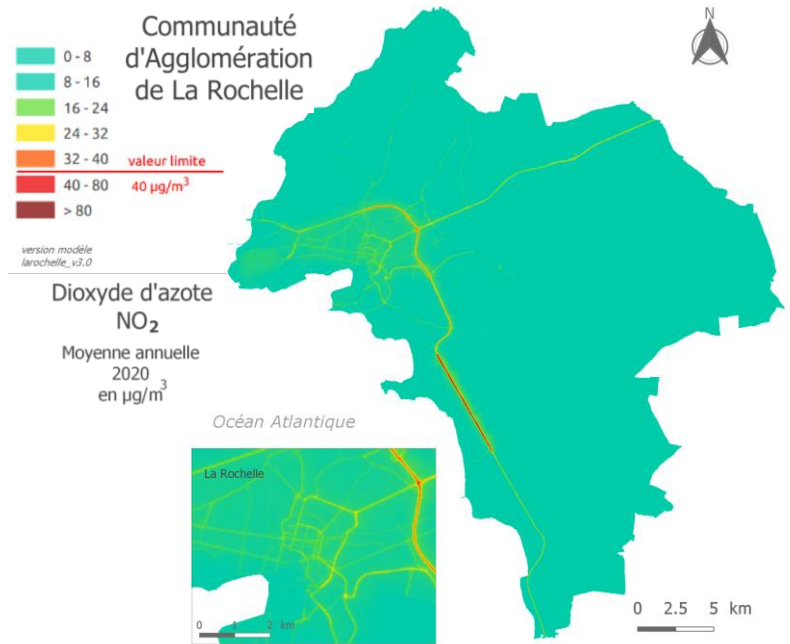 Communauté
d'Agglomération
de La Rochelle
N
0 - 8
8 - 16
16 - 24
24 - 32
32 - 40
valeur limite
40 - 80
40 µg/m³
> 80
version modèle
larochelle_v3.0
Dioxyde d'azote
NO₂
Moyenne annuelle
2020
en µg/m³
Océan Atlantique
La Rochelle
0 1 2 km
0 2.5 5 km